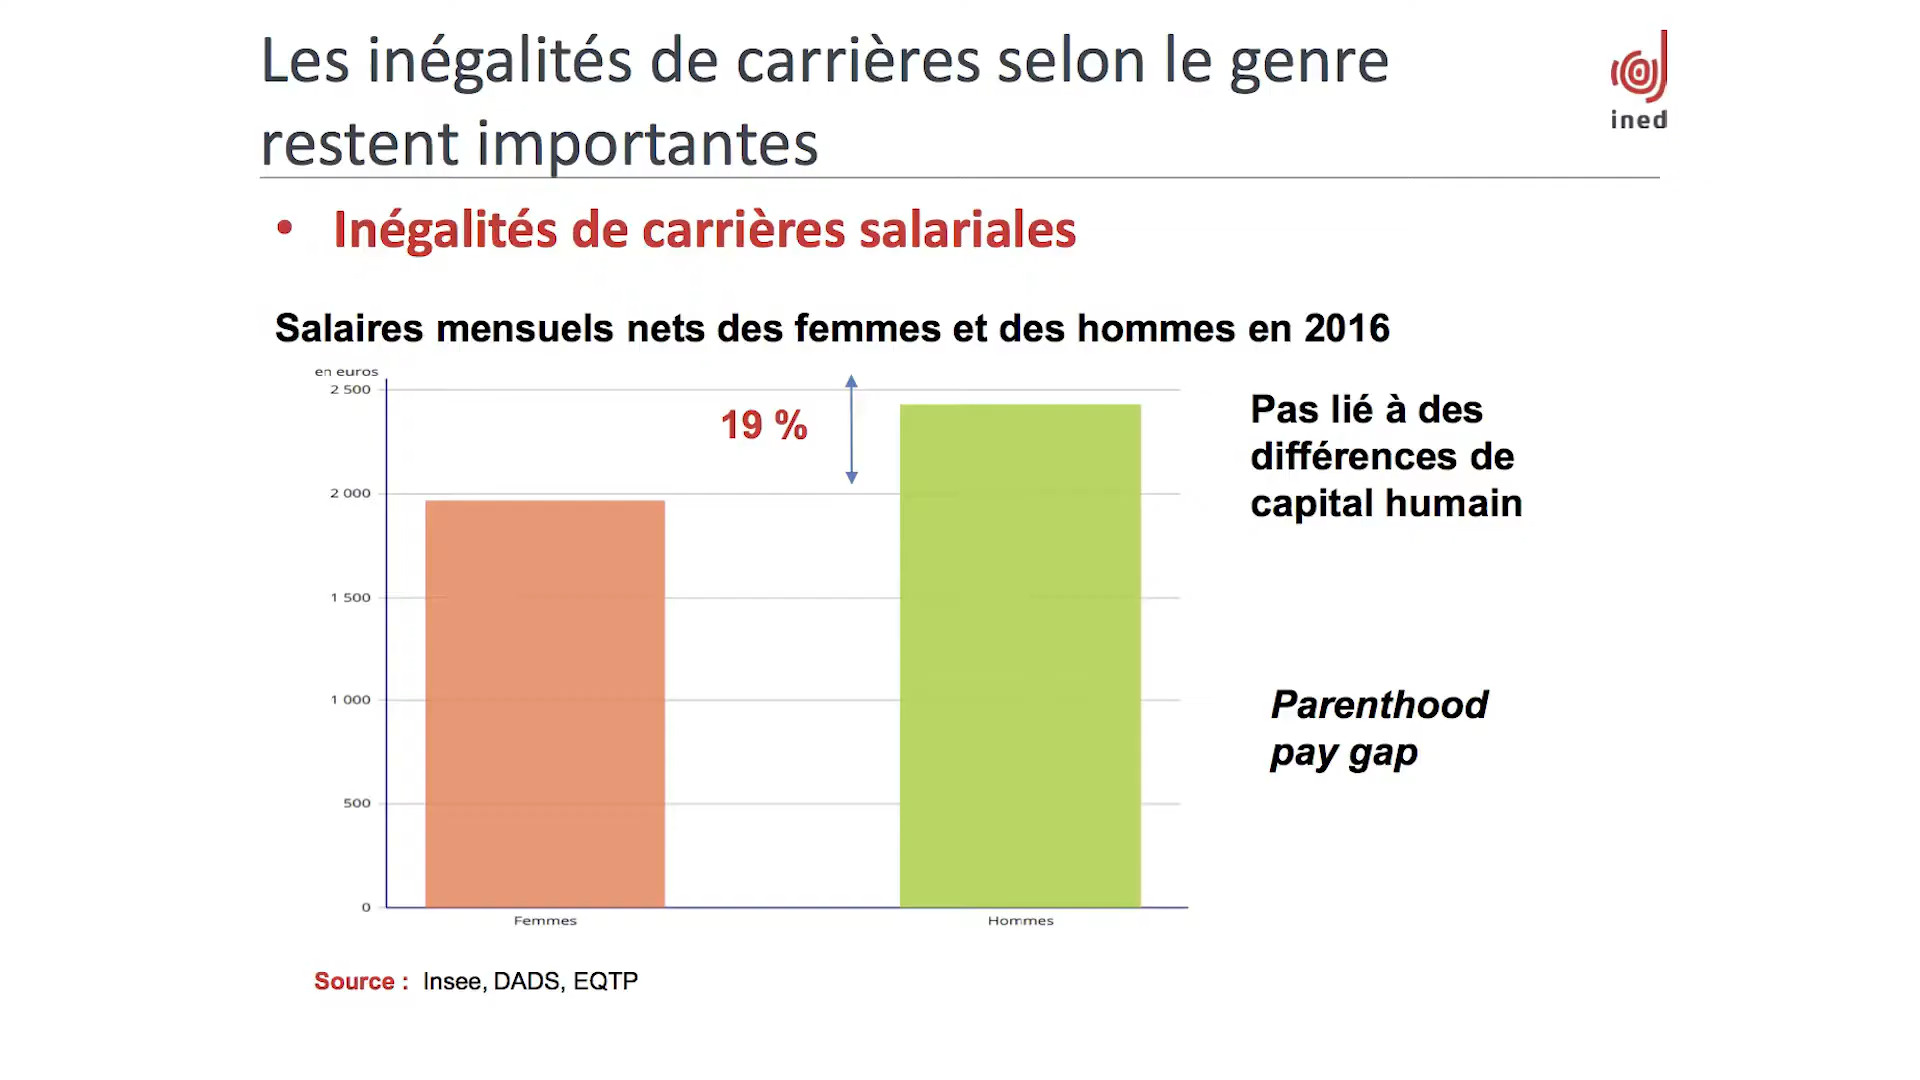 Les inégalités de carrières selon le genre
restent importantes
ined
• Inégalités de carrières salariales
Salaires mensuels nets des femmes et des hommes en 2016
en euros
2 500
19 %
2 000
1 500
1 000
500
0
Femmes
Hommes
Pas lié à des
différences de
capital humain
Parenthood
pay gap
Source : Insee, DADS, EQTP